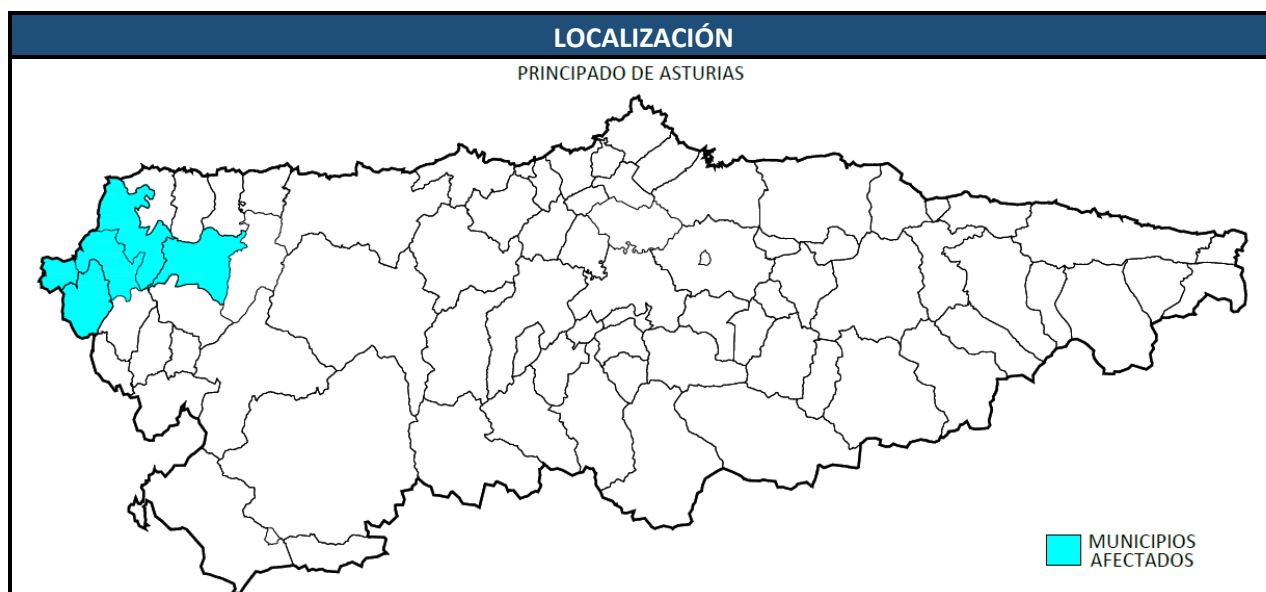 LOCALIZACIÓN
PRINCIPADO DE ASTURIAS
MUNICIPIOS
AFECTADOS